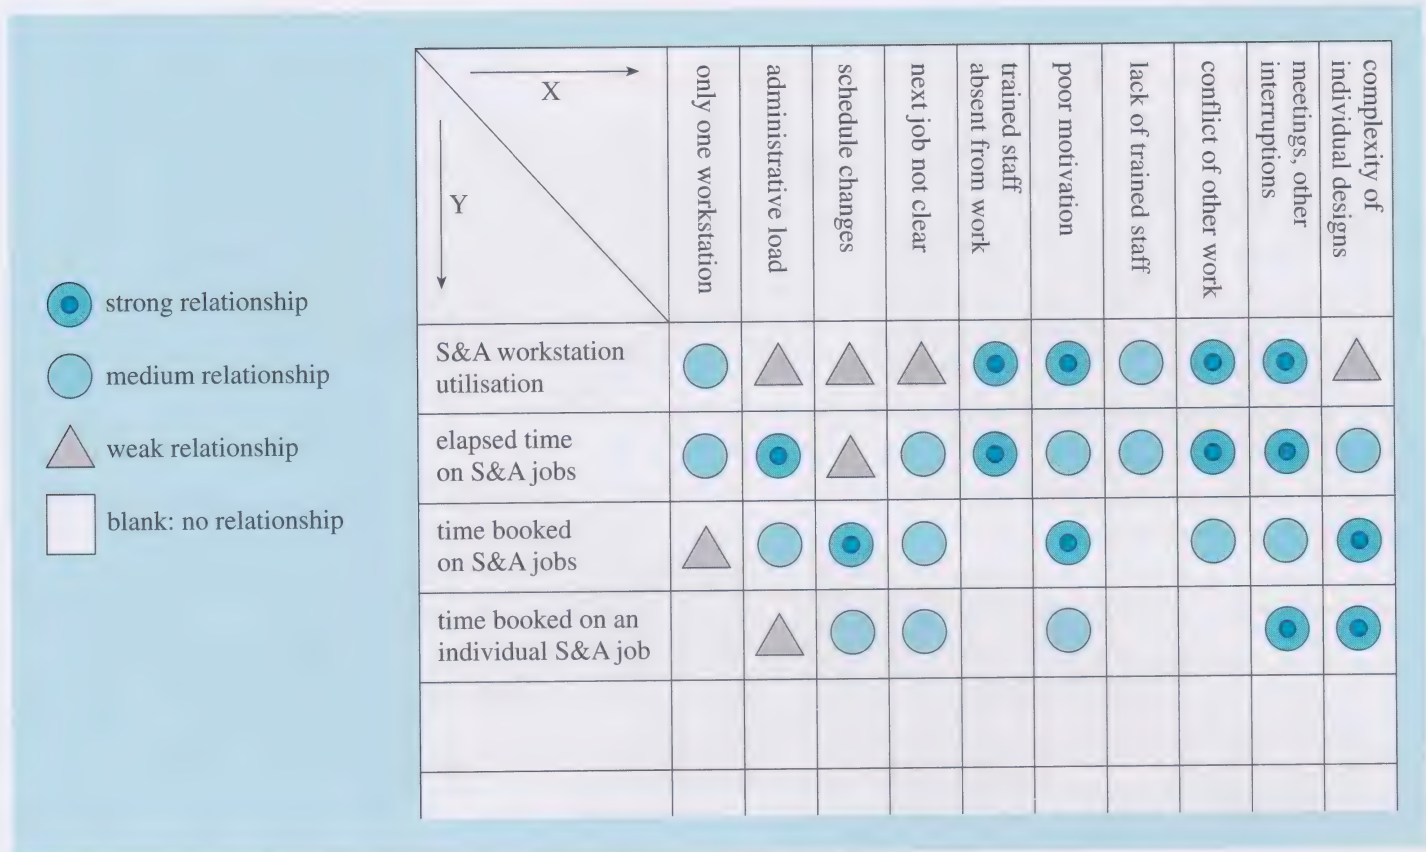 X
Y
only one workstation
administrative load
schedule changes
next job not clear
trained staff
absent from work
poor motivation
lack of trained staff
conflict of other work
meetings, other
interruptions
complexity of
individual designs
strong relationship
medium relationship
weak relationship
blank: no relationship
S&A workstation
utilisation
elapsed time
on S&A jobs
time booked
on S&A jobs
time booked on an
individual S&A job